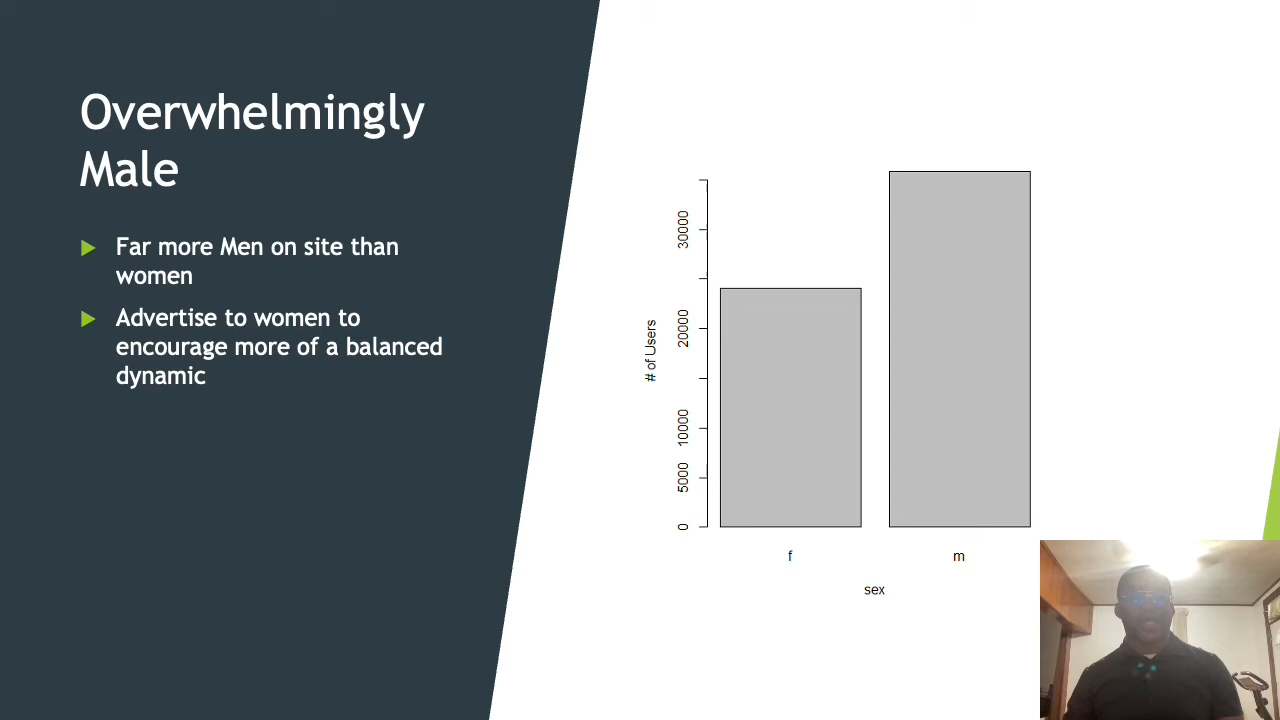 Overwhelmingly
Male
Far more Men on site than
women
Advertise to women to
encourage more of a balanced
dynamic
# of Users
30000
20000
10000
5000
0
f
m
sex